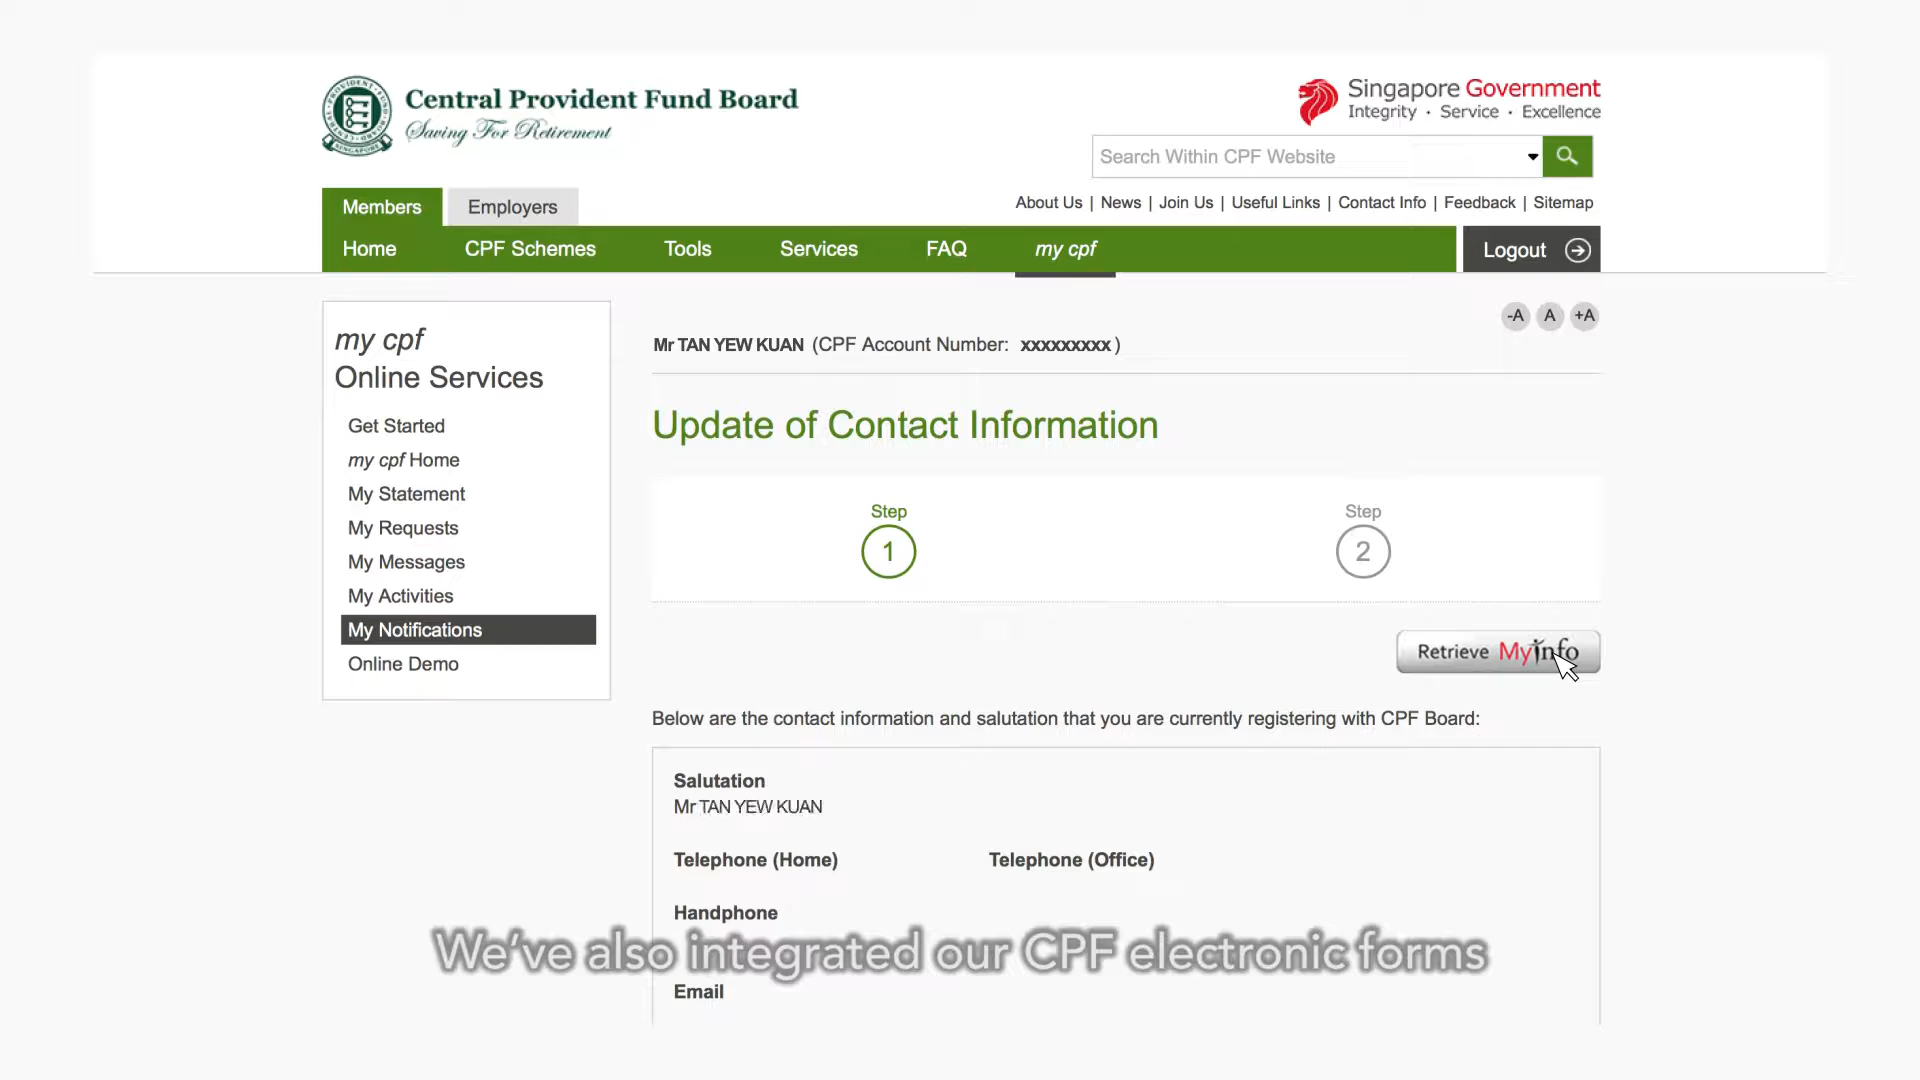 Central Provident Fund Board
Saving For Retirement
Singapore Government
Integrity · Service · Excellence
Search Within CPF Website
About Us | News | Join Us | Useful Links | Contact Info | Feedback | Sitemap
Members
Employers
Home
CPF Schemes
Tools
Services
FAQ
my cpf
Logout
-A A +A
my cpf
Online Services
Get Started
my cpf Home
My Statement
My Requests
My Messages
My Activities
My Notifications
Online Demo
Mr TAN YEW KUAN (CPF Account Number: xxxxxxxxx )
Update of Contact Information
Step
1
Step
2
Retrieve MyInfo
Below are the contact information and salutation that you are currently registering with CPF Board:
Salutation
Mr TAN YEW KUAN
Telephone (Home)
Telephone (Office)
Handphone
We've also integrated our CPF electronic forms
Email